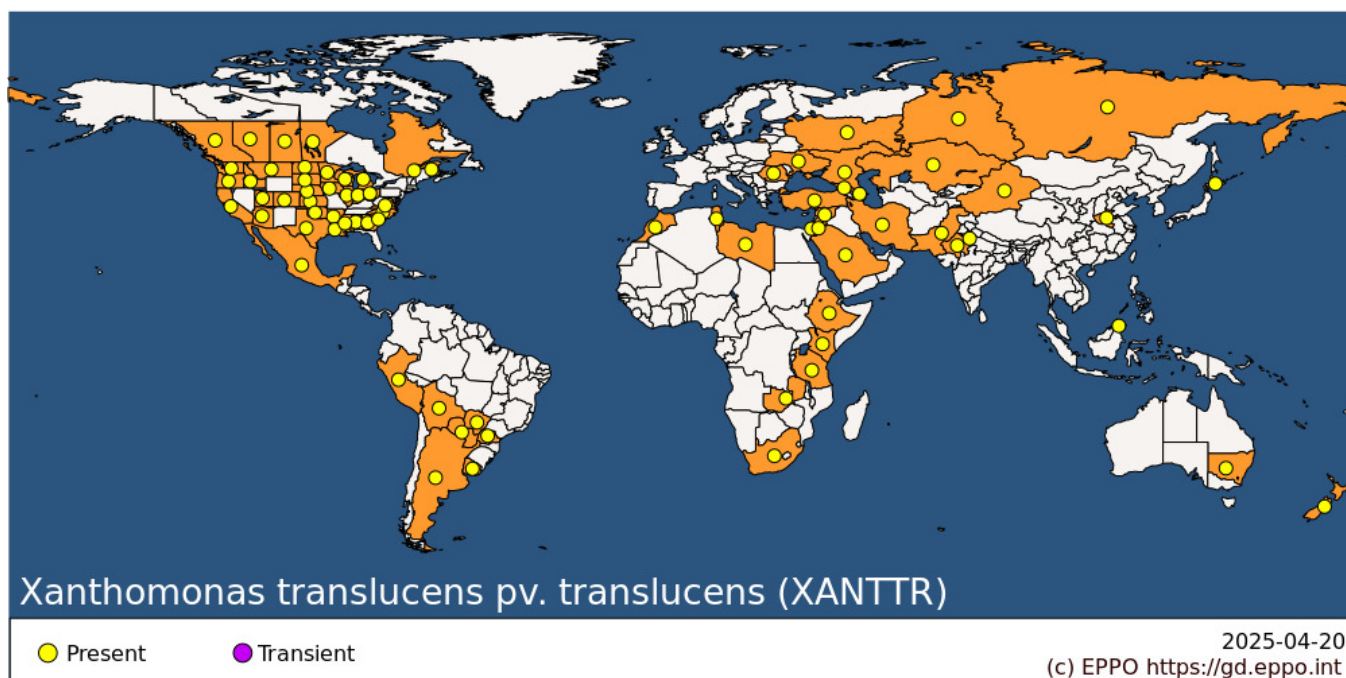 Xanthomonas translucens pv. translucens (XANTTR)
Present
Transient
2025-04-20
(c) EPPO https://gd.eppo.int